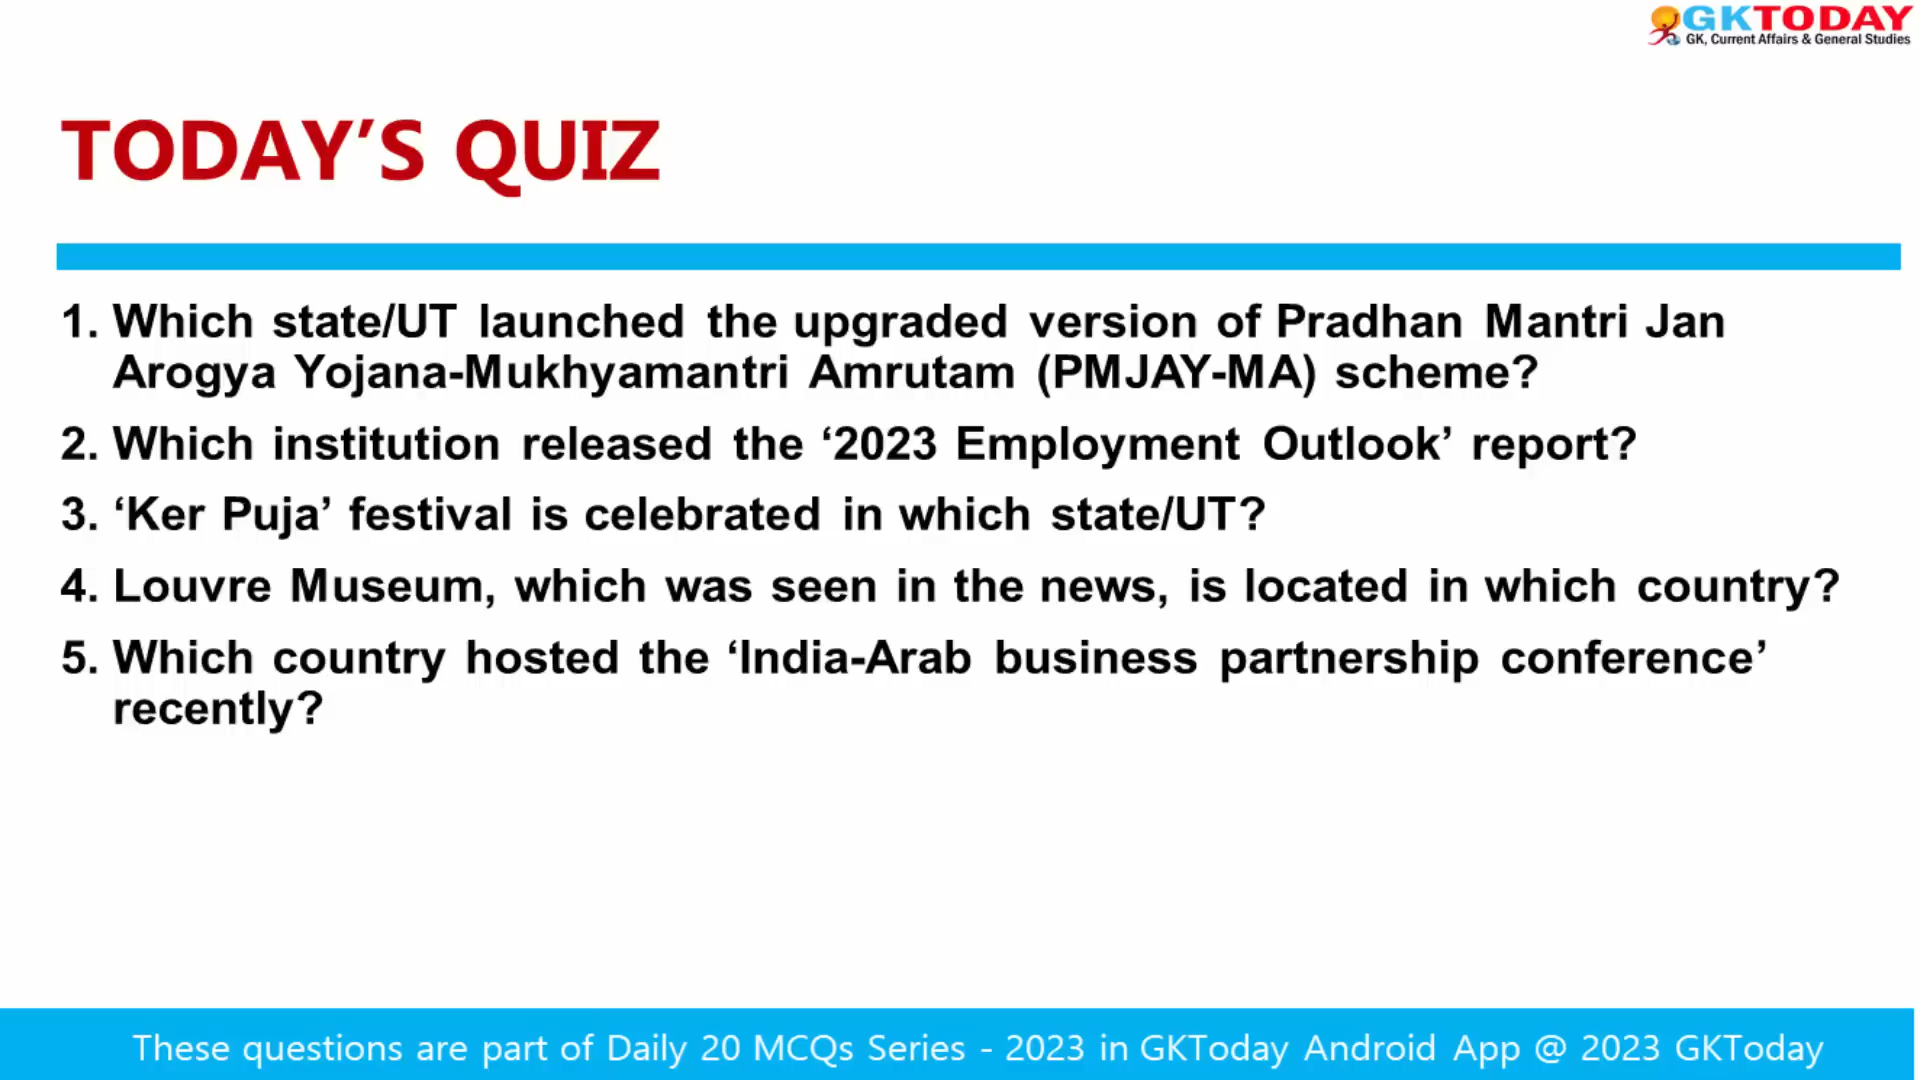 GKTODAY
GK, Current Affairs & General Studies
TODAY’S QUIZ
1. Which state/UT launched the upgraded version of Pradhan Mantri Jan
Arogya Yojana-Mukhyamantri Amrutam (PMJAY-MA) scheme?
2. Which institution released the ‘2023 Employment Outlook’ report?
3. ‘Ker Puja’ festival is celebrated in which state/UT?
4. Louvre Museum, which was seen in the news, is located in which country?
5. Which country hosted the ‘India-Arab business partnership conference’
recently?
These questions are part of Daily 20 MCQs Series - 2023 in GKToday Android App @ 2023 GKToday